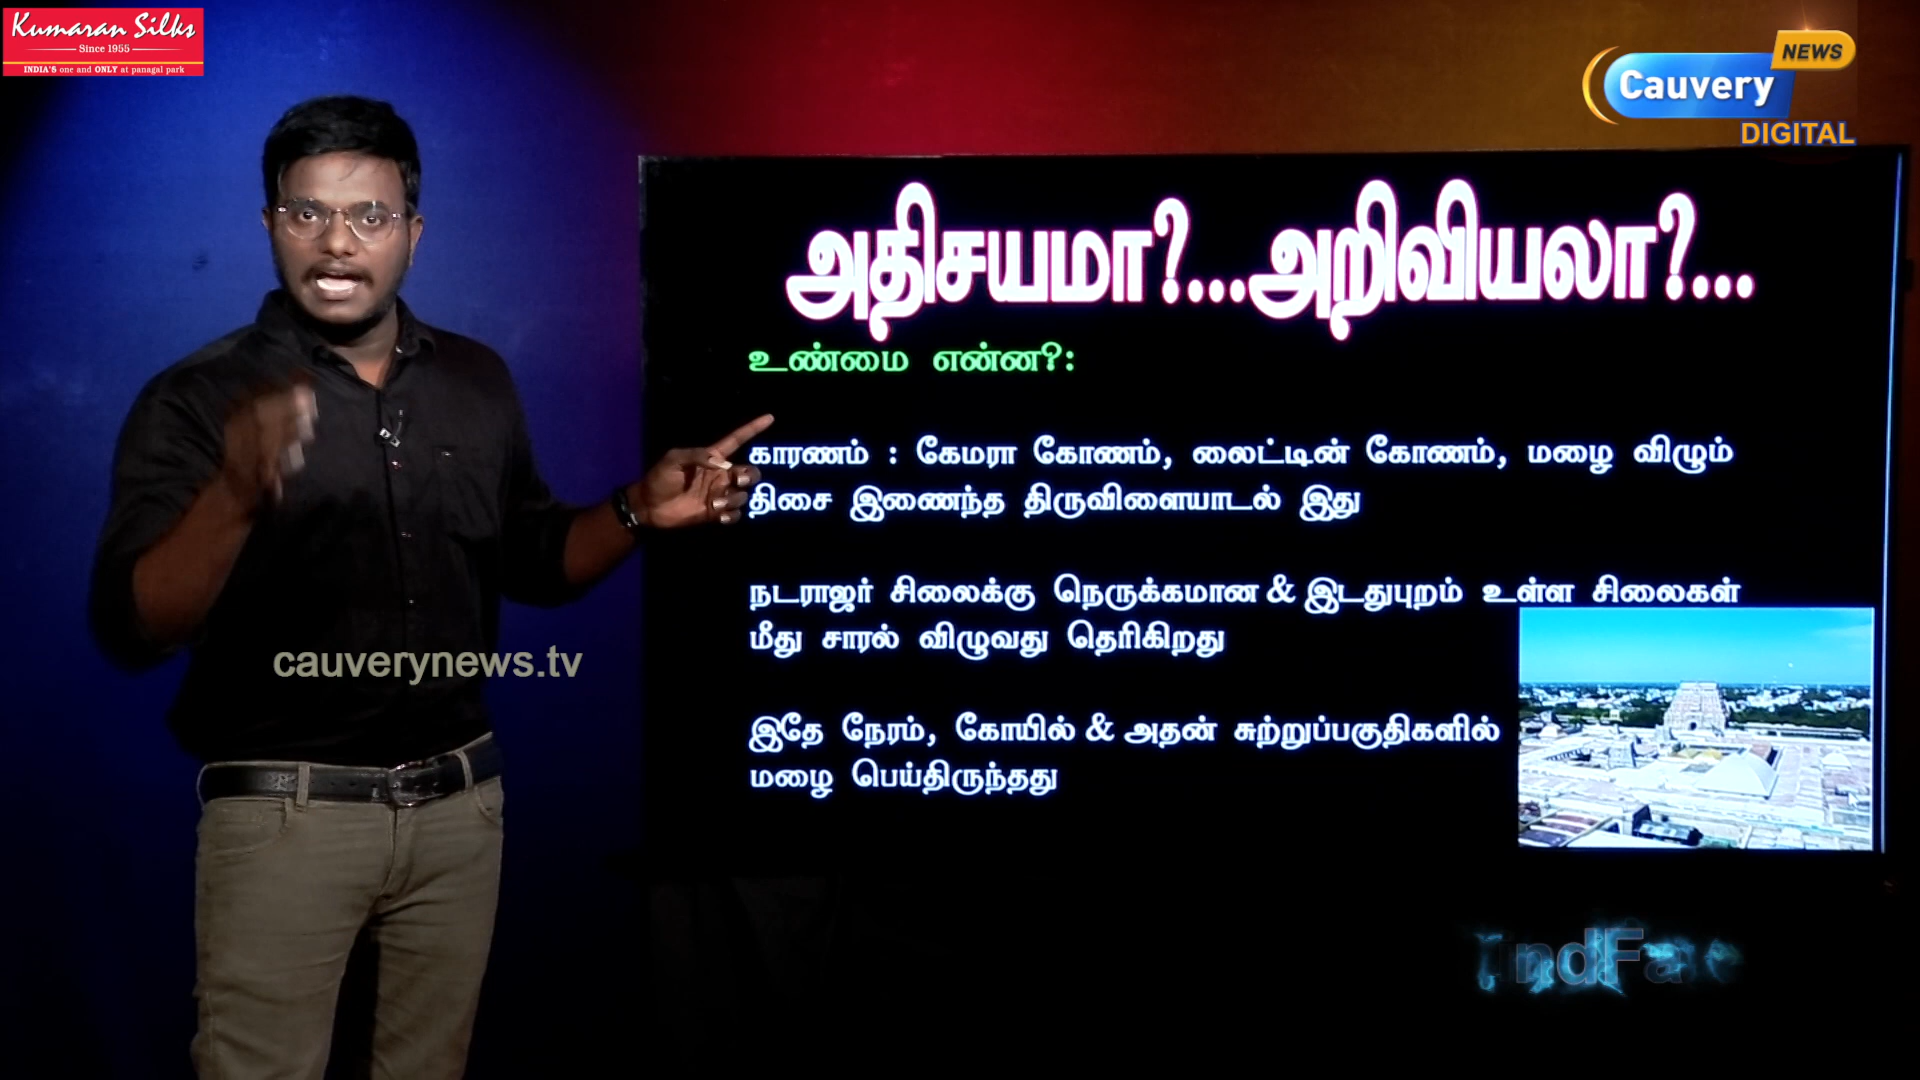 Kumaran Silks
Since 1955
INDIA'S one and ONLY at panagal park
NEWS
Cauvery
DIGITAL
அதிசயமா?...அறிவியலா?...
உண்மை என்ன?:
காரணம் : கேமரா கோணம், லைட்டின் கோணம், மழை விழும்
திசை இணைந்த திருவிளையாடல் இது
நடராஜர் சிலைக்கு நெருக்கமான & இடதுபுறம் உள்ள சிலைகள்
மீது சாரல் விழுவது தெரிகிறது
இதே நேரம், கோயில் & அதன் சுற்றுப்பகுதிகளில்
மழை பெய்திருந்தது
cauverynews.tv